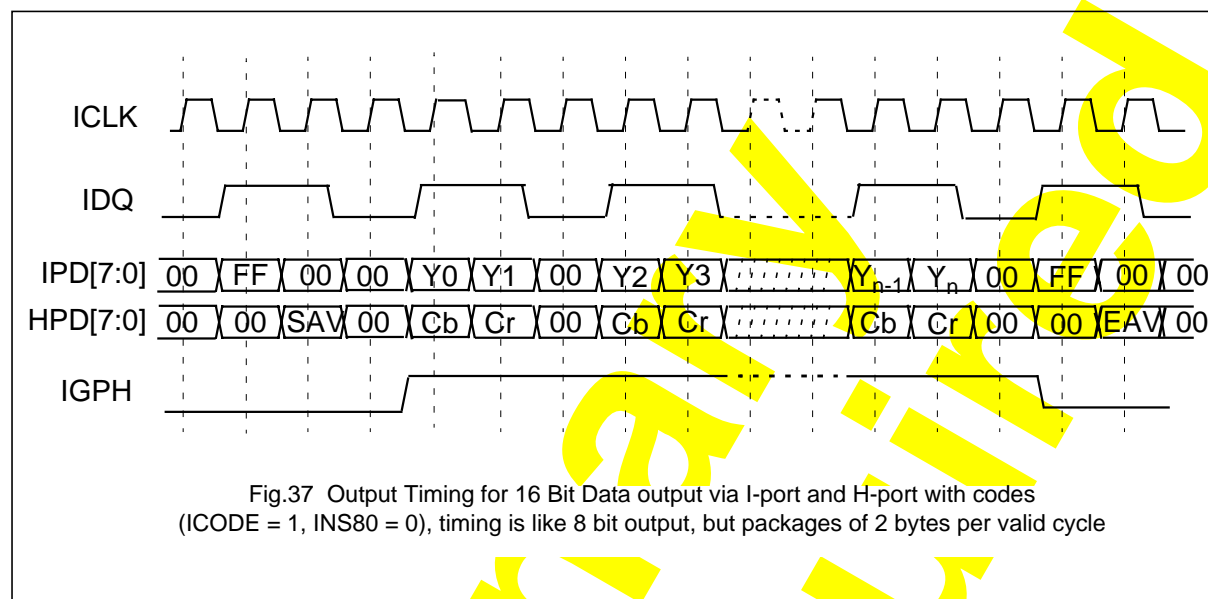 ICLK
IDQ
IPD[7:0] 00 FF 00 00 Y0 Y1 00 Y2 Y3 Yn-1 Yn 00 FF 00 00
HPD[7:0] 00 00 SAV 00 Cb Cr 00 Cb Cr Cb Cr 00 00 EAV 00
IGPH
Fig.37 Output Timing for 16 Bit Data output via I-port and H-port with codes
(ICODE = 1, INS80 = 0), timing is like 8 bit output, but packages of 2 bytes per valid cycle